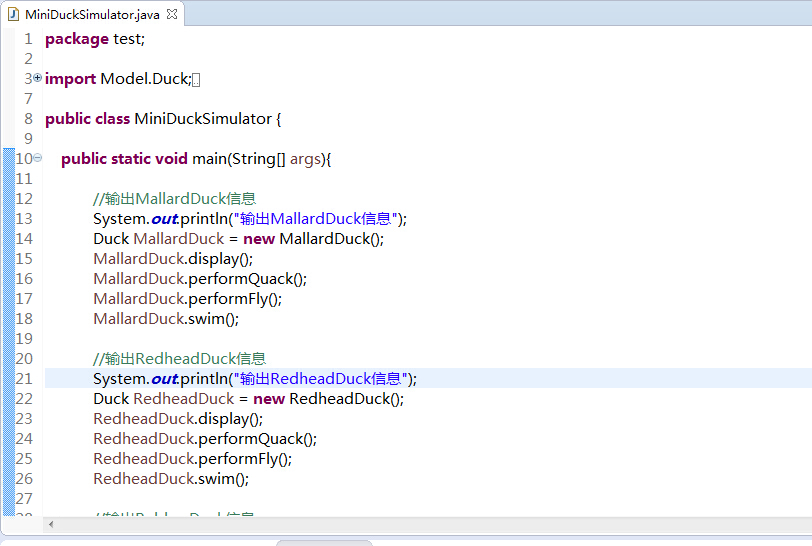 MiniDuckSimulator.java
1 package test;
2
3 import Model.Duck;
7
8 public class MiniDuckSimulator {
9
10 public static void main(String[] args){
11
12 //输出MallardDuck信息
13 System.out.println("输出MallardDuck信息");
14 Duck MallardDuck = new MallardDuck();
15 MallardDuck.display();
16 MallardDuck.performQuack();
17 MallardDuck.performFly();
18 MallardDuck.swim();
19
20 //输出RedheadDuck信息
21 System.out.println("输出RedheadDuck信息");
22 Duck RedheadDuck = new RedheadDuck();
23 RedheadDuck.display();
24 RedheadDuck.performQuack();
25 RedheadDuck.performFly();
26 RedheadDuck.swim();
27